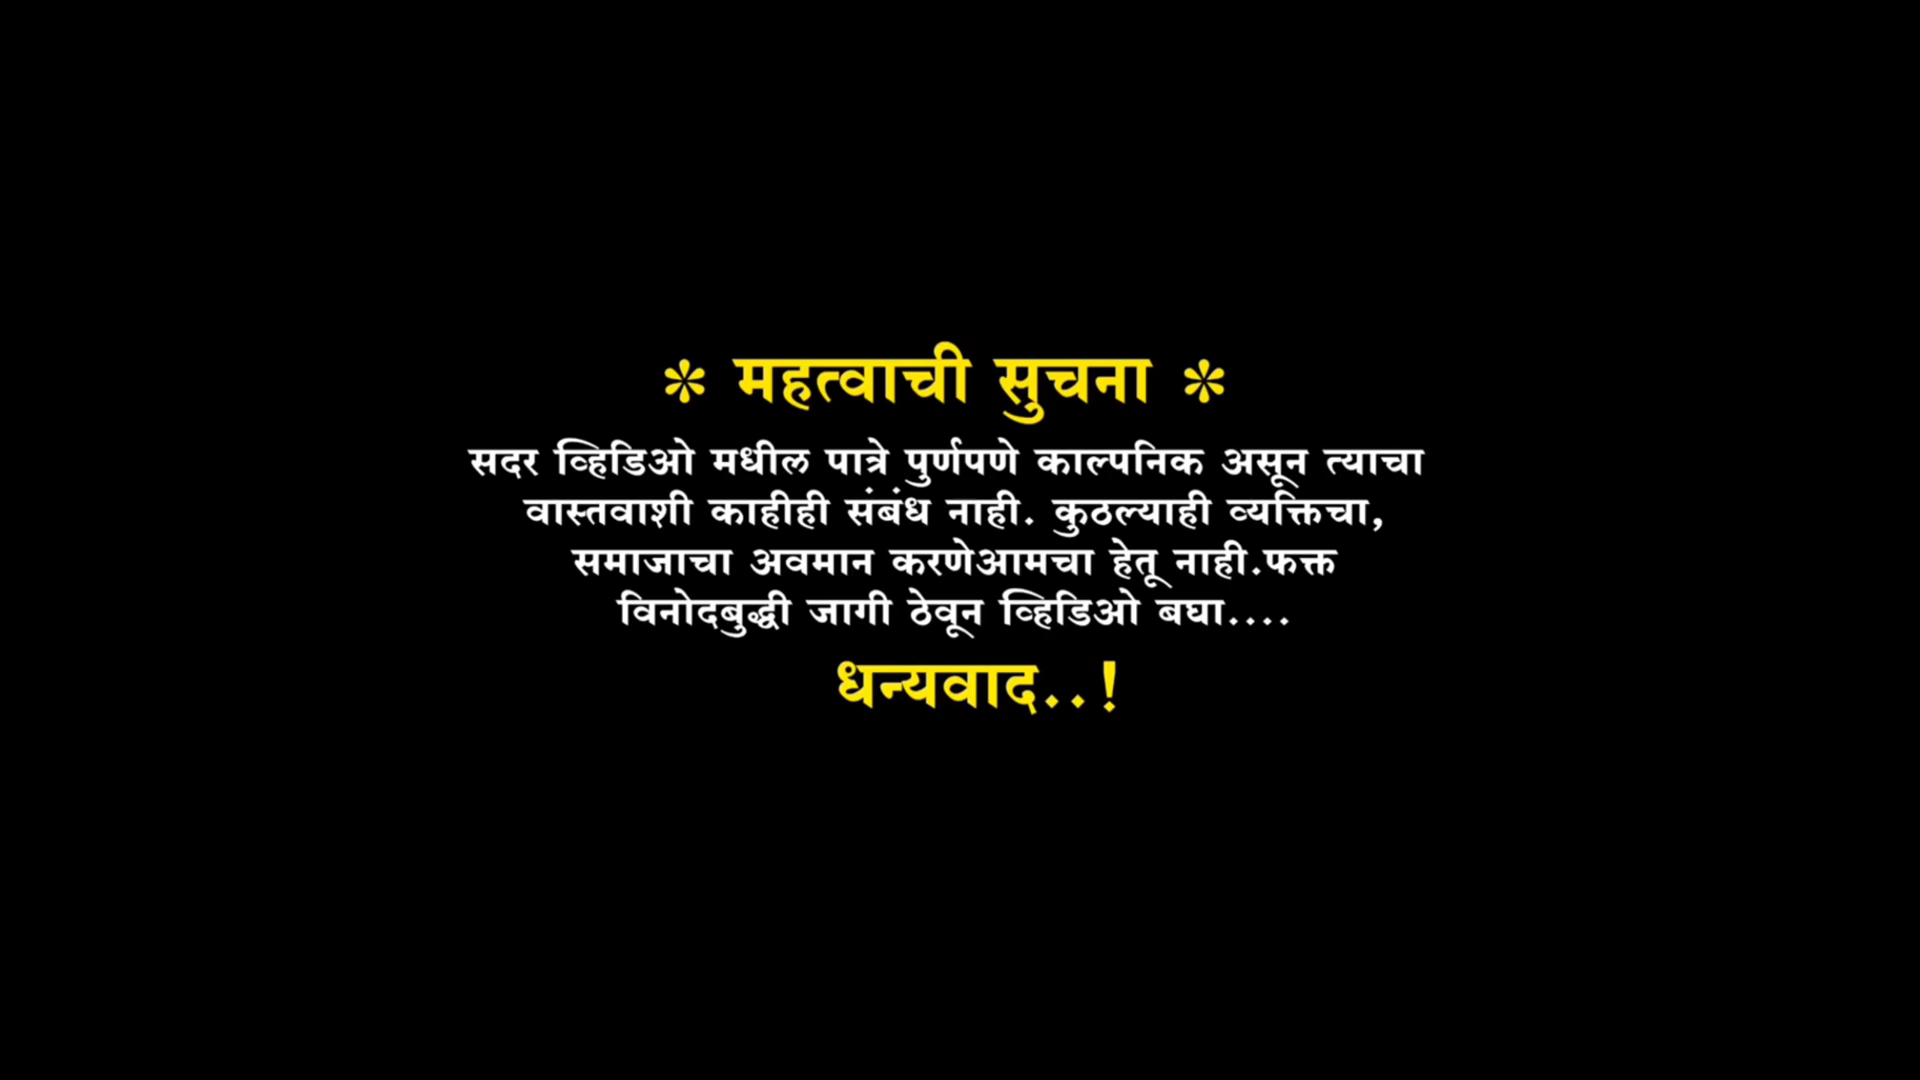 * महत्वाची सुचना *
सदर व्हिडिओ मधील पात्रे पुर्णपणे काल्पनिक असून त्याचा
वास्तवाशी काहीही संबंध नाही. कुठल्याही व्यक्तिचा,
समाजाचा अवमान करणेआमचा हेतू नाही.फक्त
विनोदबुद्धी जागी ठेवून व्हिडिओ बघा....
धन्यवाद..!